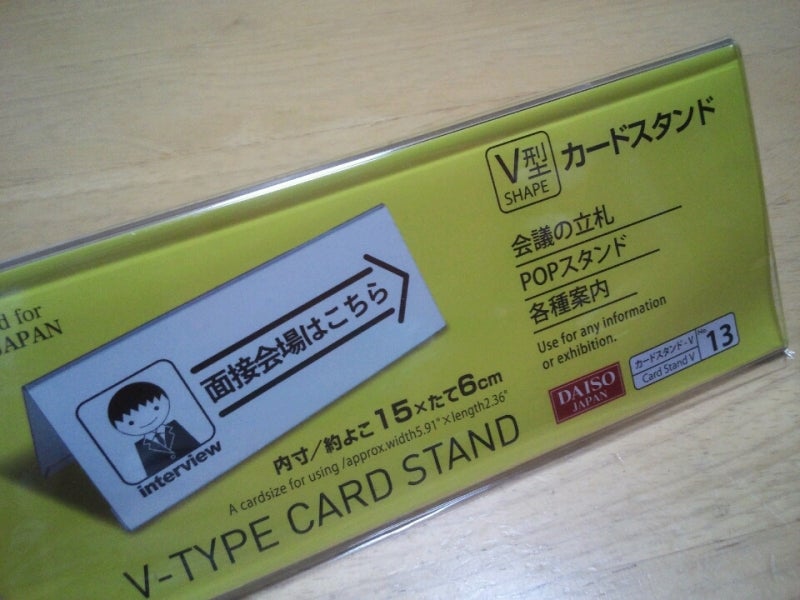 V型
SHAPE
カードスタンド
会議の立札
POPスタンド
各種案内
Use for any information
or exhibition.
DAISO
JAPAN
カードスタンド・V
Card Stand V
No. 13
d for
JAPAN
面接会場はこちら
interview
内寸/約よこ15×たて6cm
A cardsize for using /approx.width5.91"×length2.36"
V-TYPE CARD STAND